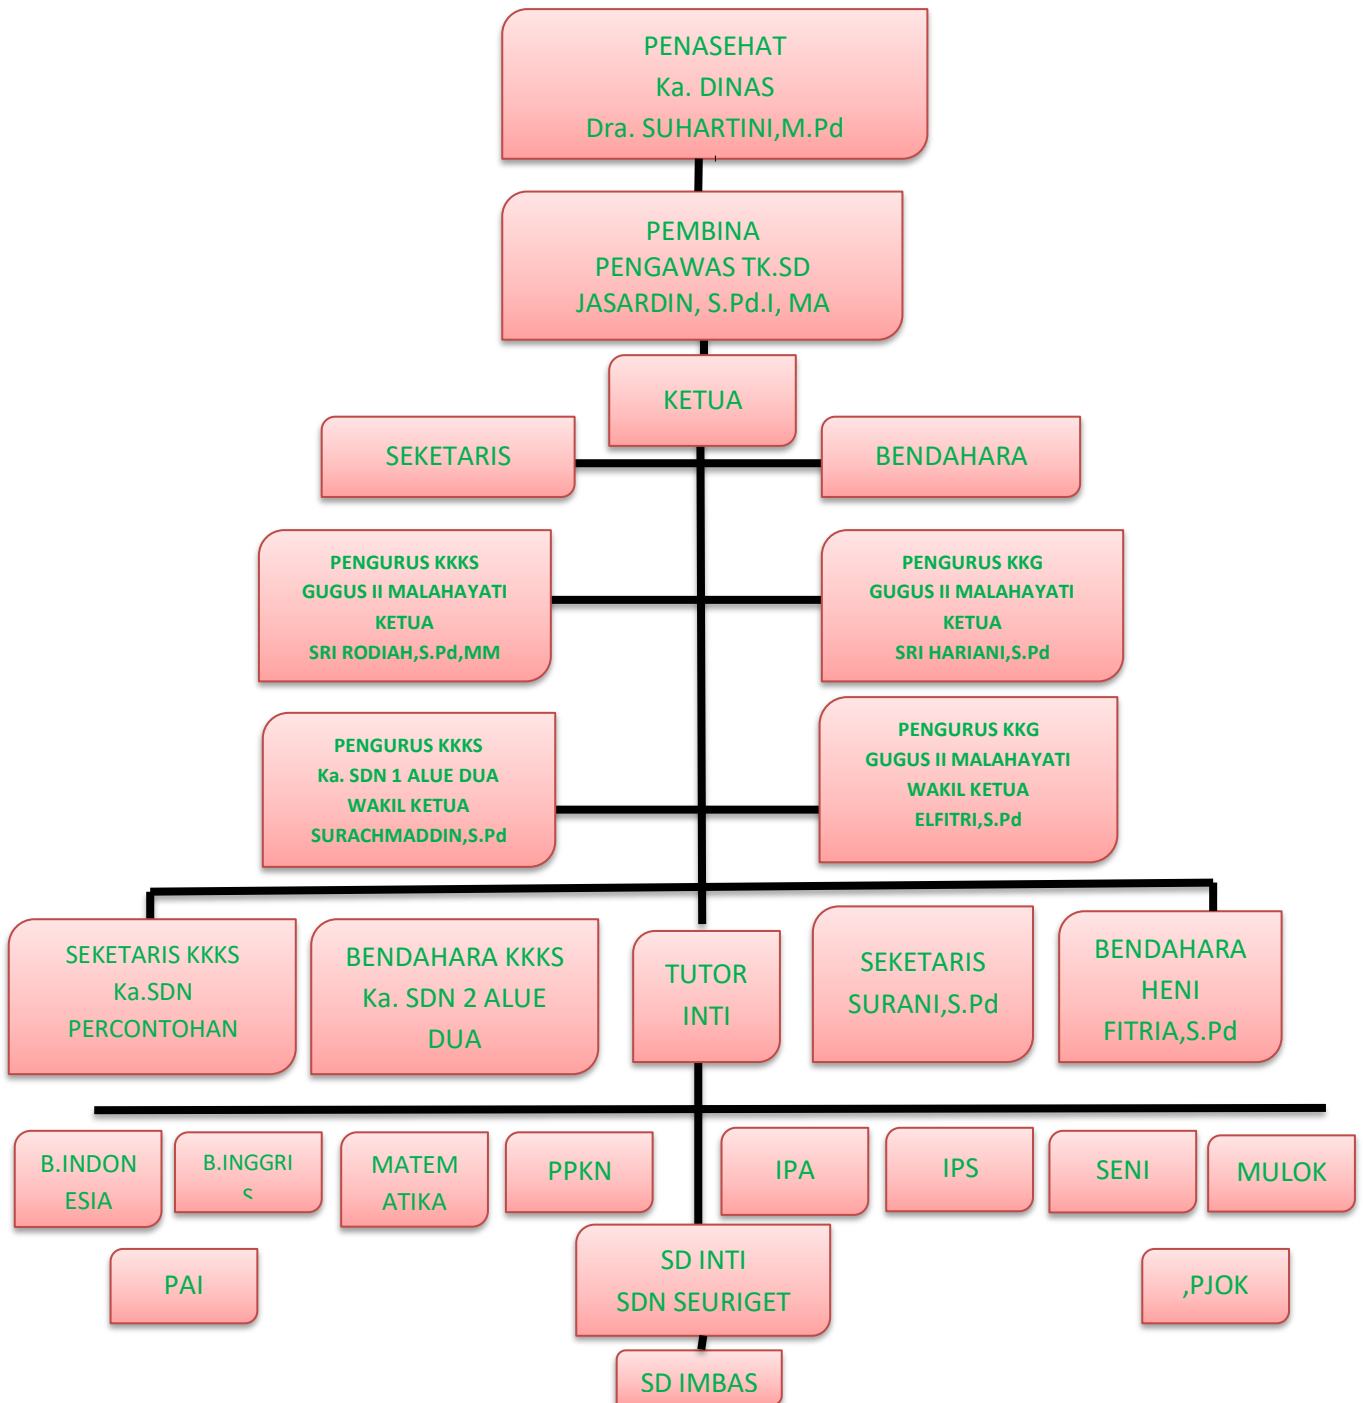 PENASEHAT
Ka. DINAS
Dra. SUHARTINI,M.Pd
PEMBINA
PENGAWAS TK.SD
JASARDIN, S.Pd.I, MA
KETUA
SEKETARIS
BENDAHARA
PENGURUS KKKS
GUGUS II MALAHAYATI
KETUA
SRI RODIAH,S.Pd,MM
PENGURUS KKG
GUGUS II MALAHAYATI
KETUA
SRI HARIANI,S.Pd
PENGURUS KKKS
Ka. SDN 1 ALUE DUA
WAKIL KETUA
SURACHMADDIN,S.Pd
PENGURUS KKG
GUGUS II MALAHAYATI
WAKIL KETUA
ELFITRI,S.Pd
SEKETARIS KKKS
Ka.SDN
PERCONTOHAN
BENDAHARA KKKS
Ka. SDN 2 ALUE
DUA
TUTOR
INTI
SEKETARIS
SURANI,S.Pd
BENDAHARA
HENI
FITRIA,S.Pd
B.INDON
ESIA
B.INGGRI
S
MATEM
ATIKA
PPKN
IPA
IPS
SENI
MULOK
PAI
SD INTI
SDN SEURIGET
,PJOK
SD IMBAS